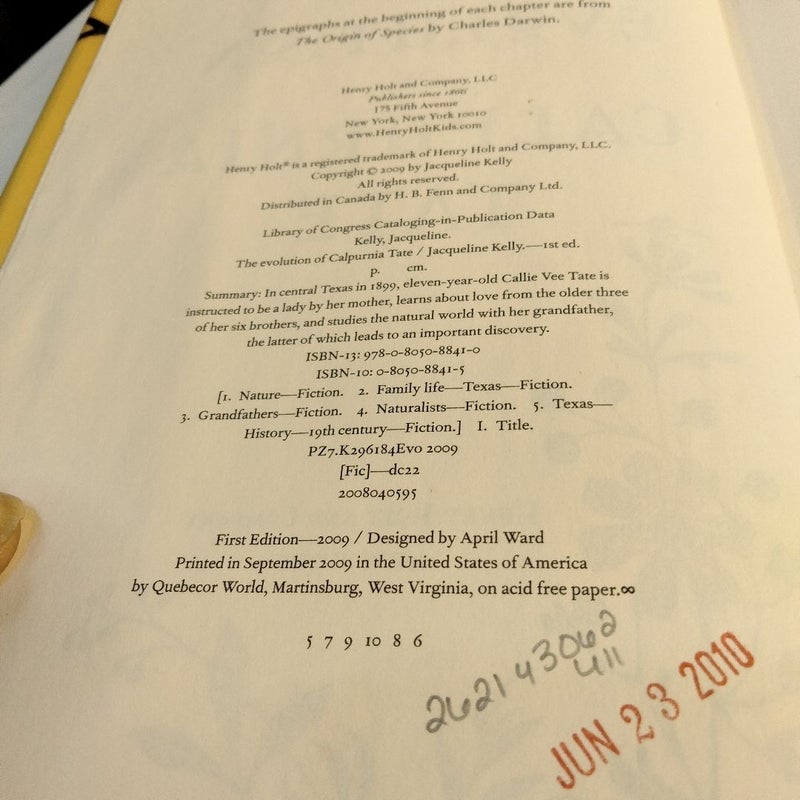 The epigraphs at the beginning of each chapter are from
The Origin of Species by Charles Darwin.
Henry Holt and Company, LLC
Publishers since 1866
175 Fifth Avenue
New York, New York 10010
www.HenryHoltKids.com
Henry Holt® is a registered trademark of Henry Holt and Company, LLC.
Copyright © 2009 by Jacqueline Kelly
All rights reserved.
Distributed in Canada by H. B. Fenn and Company Ltd.
Library of Congress Cataloging-in-Publication Data
Kelly, Jacqueline.
The evolution of Calpurnia Tate / Jacqueline Kelly.—1st ed.
p. cm.
Summary: In central Texas in 1899, eleven-year-old Callie Vee Tate is
instructed to be a lady by her mother, learns about love from the older three
of her six brothers, and studies the natural world with her grandfather,
the latter of which leads to an important discovery.
ISBN-13: 978-0-8050-8841-0
ISBN-10: 0-8050-8841-5
[1. Nature—Fiction. 2. Family life—Texas—Fiction.
3. Grandfathers—Fiction. 4. Naturalists—Fiction. 5. Texas—
History—19th century—Fiction.] I. Title.
PZ7.K296184Evo 2009
[Fic]—dc22
2008040595
First Edition—2009 / Designed by April Ward
Printed in September 2009 in the United States of America
by Quebecor World, Martinsburg, West Virginia, on acid free paper.∞
5 7 9 10 8 6
262143062
411
JUN 23 2010